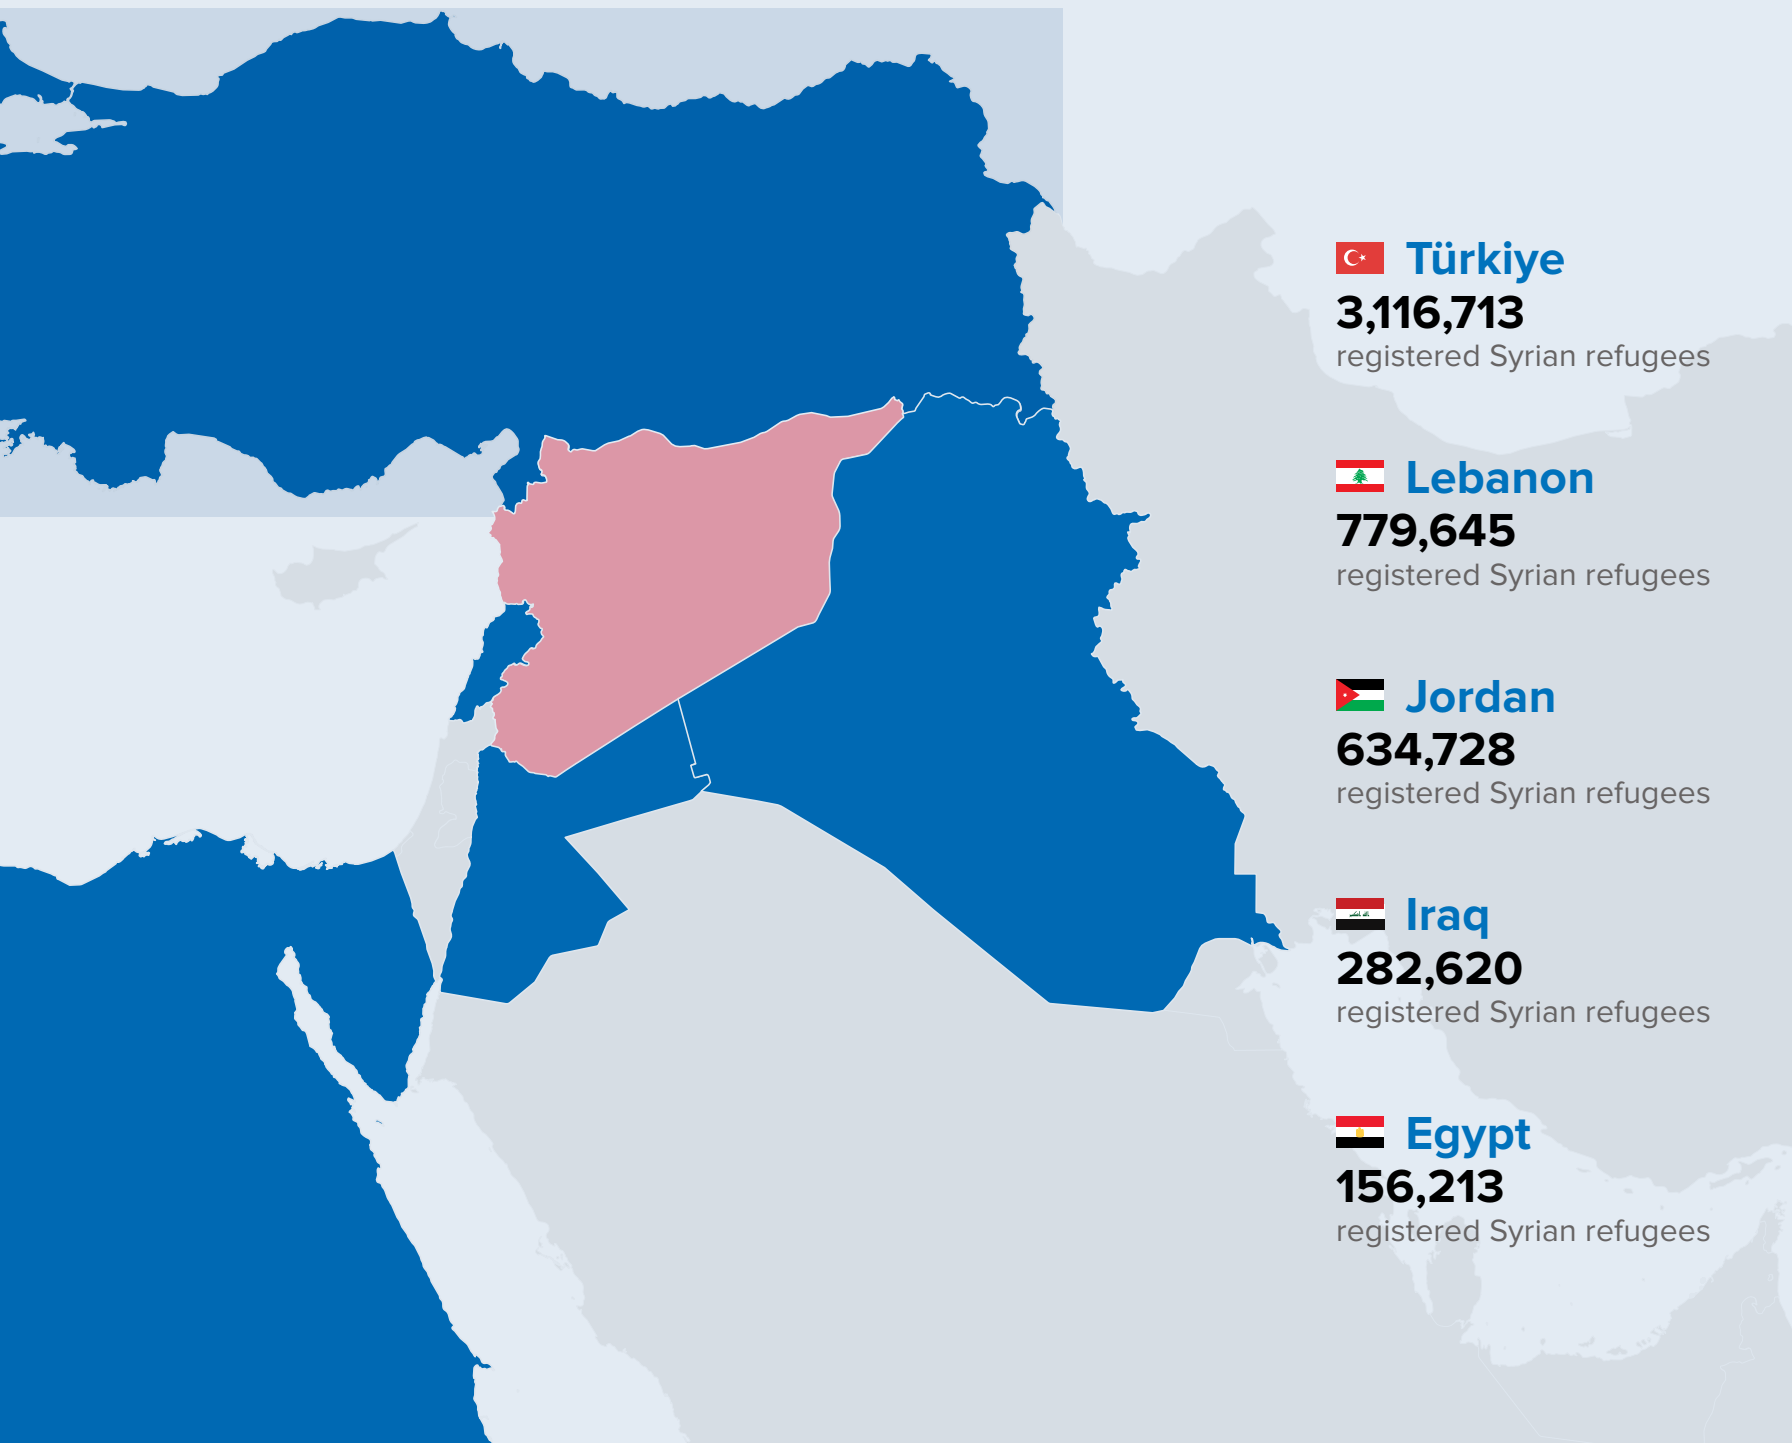 Türkiye
3,116,713
registered Syrian refugees
Lebanon
779,645
registered Syrian refugees
Jordan
634,728
registered Syrian refugees
Iraq
282,620
registered Syrian refugees
Egypt
156,213
registered Syrian refugees